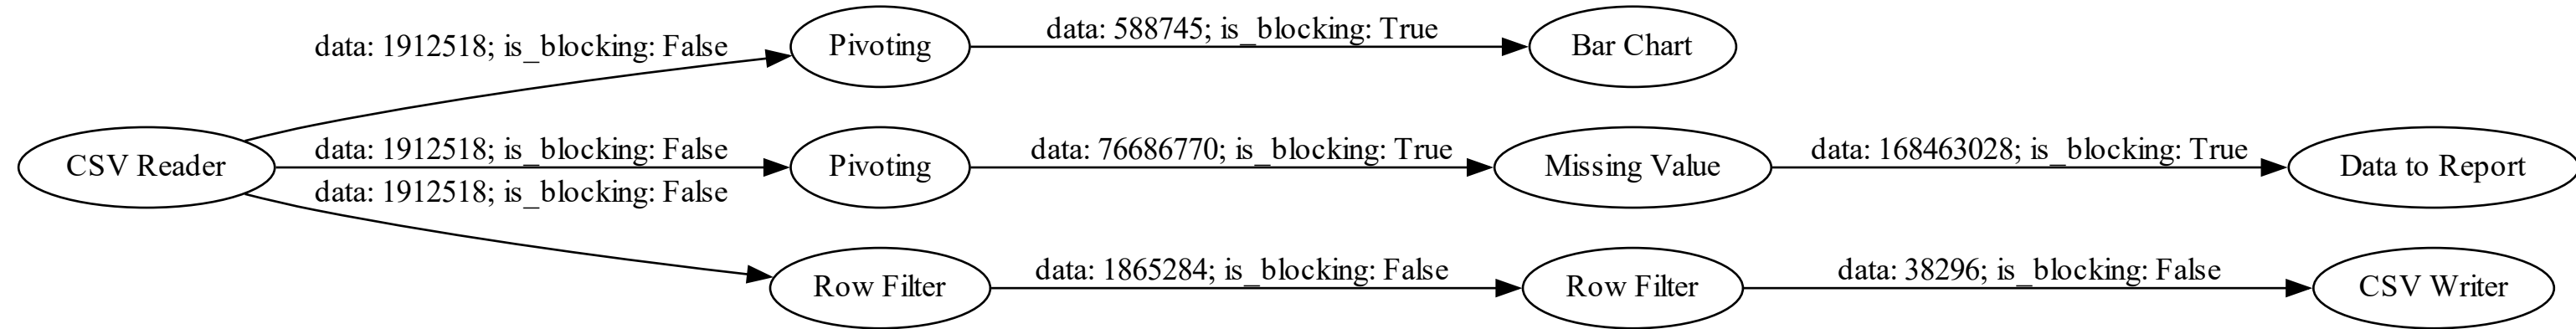 data: 1912518; is_blocking: False
Pivoting
data: 588745; is_blocking: True
Bar Chart
CSV Reader
data: 1912518; is_blocking: False
Pivoting
data: 76686770; is_blocking: True
Missing Value
data: 168463028; is_blocking: True
Data to Report
data: 1912518; is_blocking: False
Row Filter
data: 1865284; is_blocking: False
Row Filter
data: 38296; is_blocking: False
CSV Writer